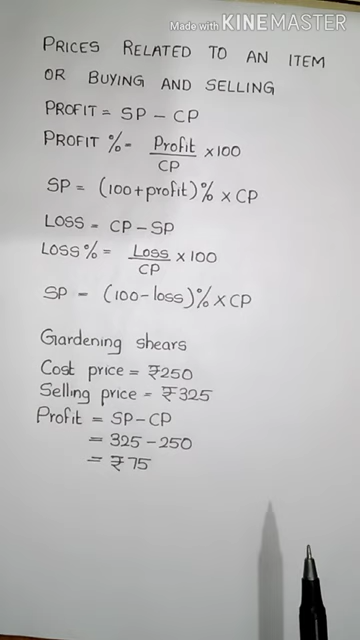 Made with KINEMASTER
PRICES RELATED TO AN ITEM
OR BUYING AND SELLING
PROFIT = SP - CP
PROFIT % = Profit/CP ×100
SP = (100+profit)% × CP
LOSS = CP - SP
LOSS % = Loss/CP × 100
SP = (100-loss)% × CP
Gardening shears
Cost price = ₹250
Selling price = ₹325
Profit = SP-CP
= 325-250
= ₹75